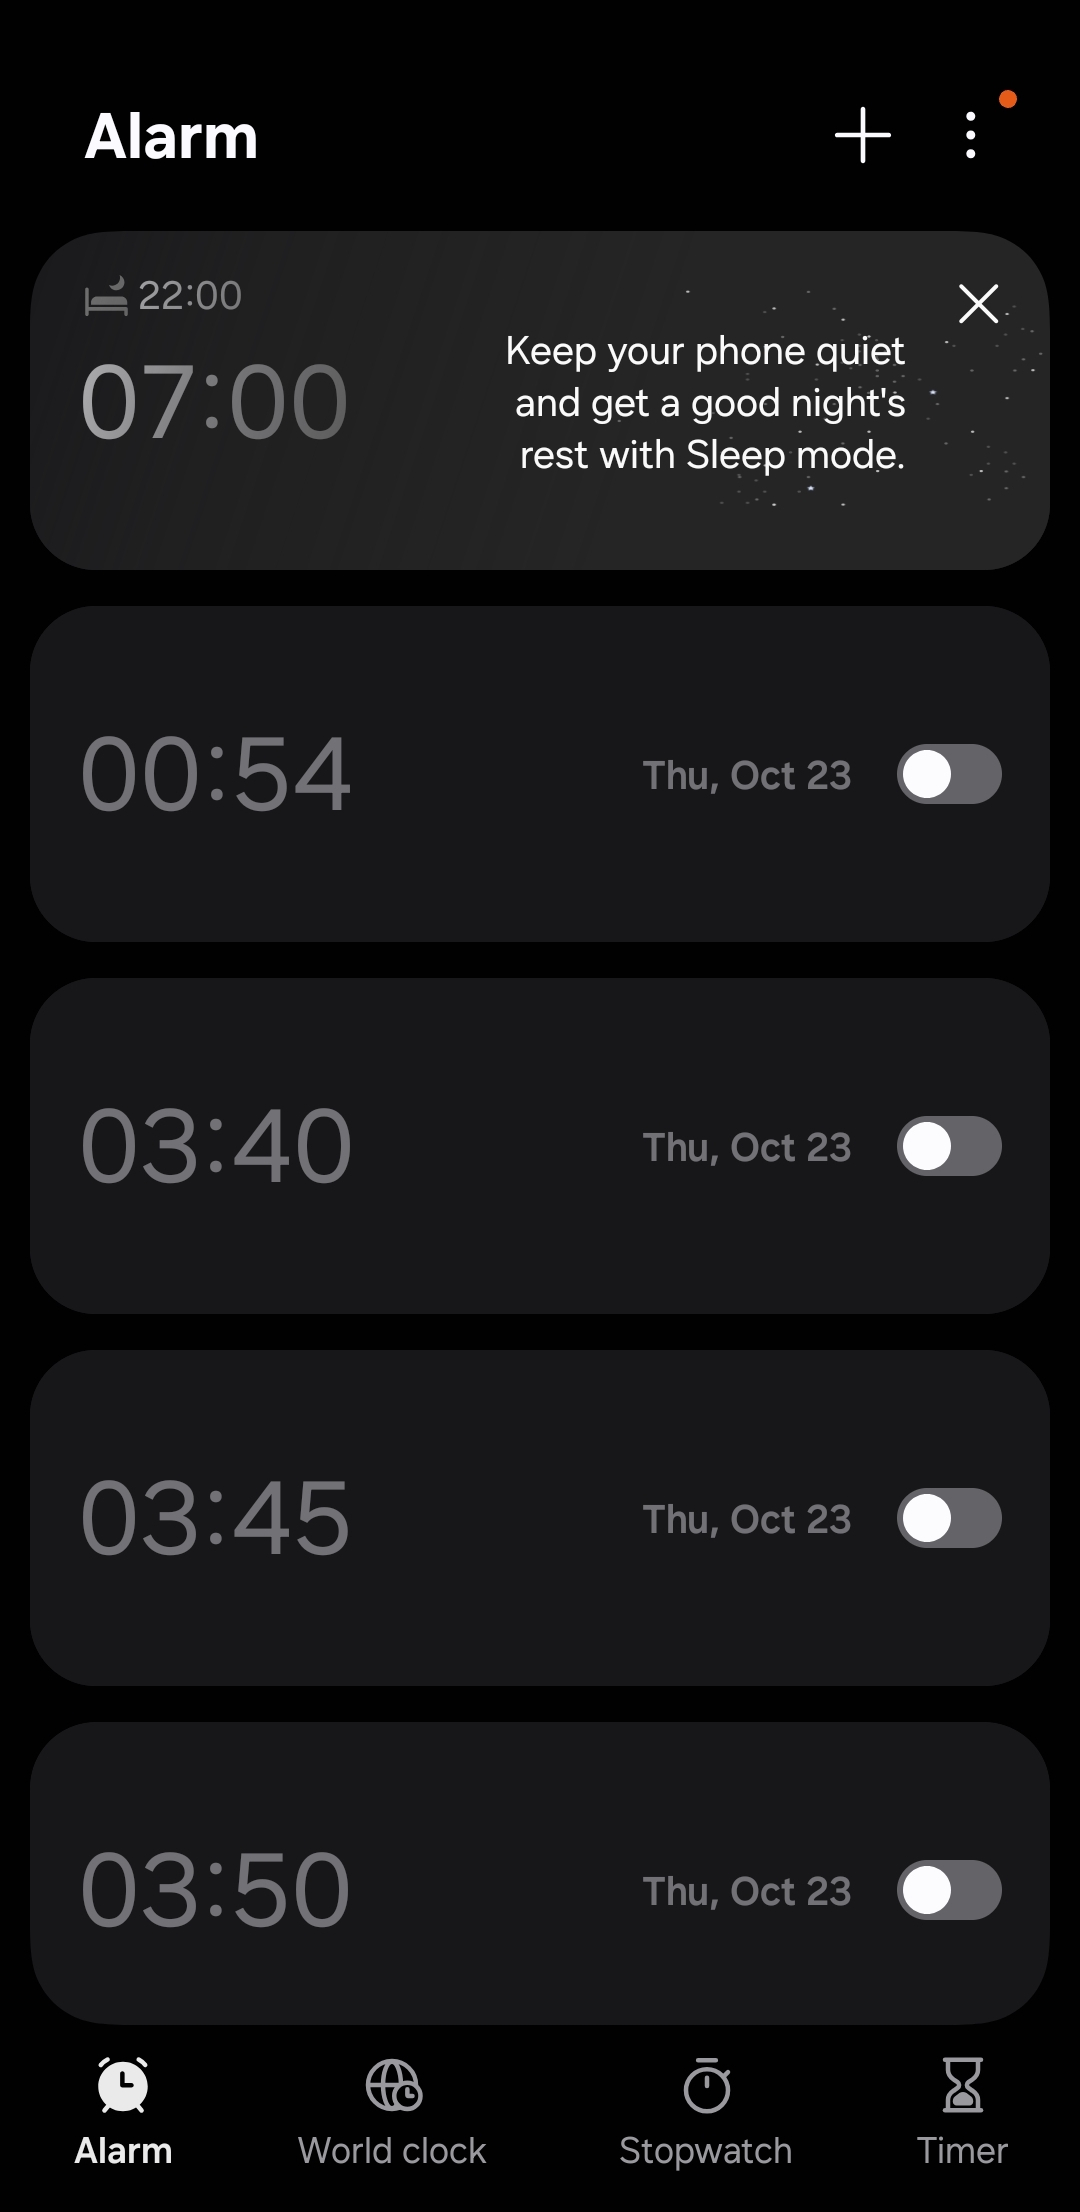 Alarm
22:00
07:00
Keep your phone quiet
and get a good night's
rest with Sleep mode.
00:54 Thu, Oct 23
03:40 Thu, Oct 23
03:45 Thu, Oct 23
03:50 Thu, Oct 23
Alarm World clock Stopwatch Timer